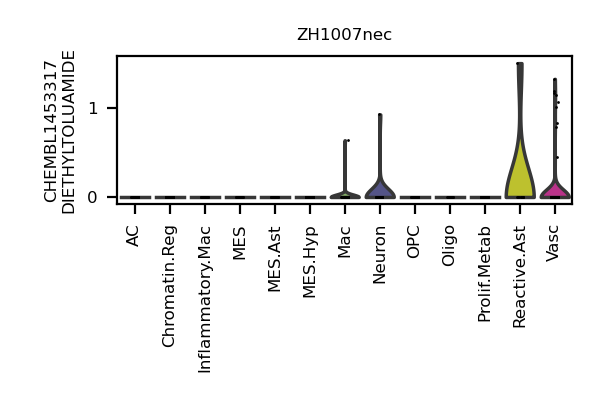 ZH1007nec
CHEMBL1453317
DIETHYLTOLUAMIDE
1
0
AC
Chromatin.Reg
Inflammatory.Mac
MES
MES.Ast
MES.Hyp
Mac
Neuron
OPC
Oligo
Prolif.Metab
Reactive.Ast
Vasc